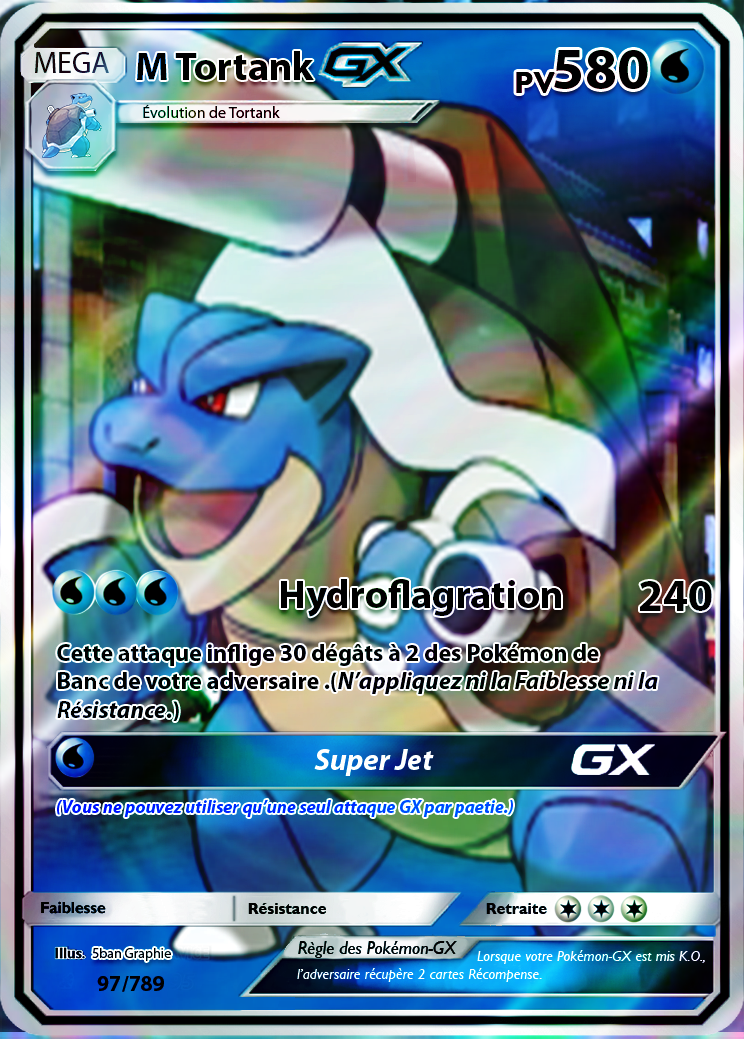 MEGA M Tortank GX PV580
Évolution de Tortank
Hydroflagration 240
Cette attaque inflige 30 dégâts à 2 des Pokémon de
Banc de votre adversaire .(N'appliquez ni la Faiblesse ni la
Résistance.)
Super Jet GX
(Vous ne pouvez utiliser qu'une seul attaque GX par paetie.)
Faiblesse Résistance Retraite
Illus. 5ban Graphie
97/789
Règle des Pokémon-GX Lorsque votre Pokémon-GX est mis K.O.,
l'adversaire récupère 2 cartes Récompense.